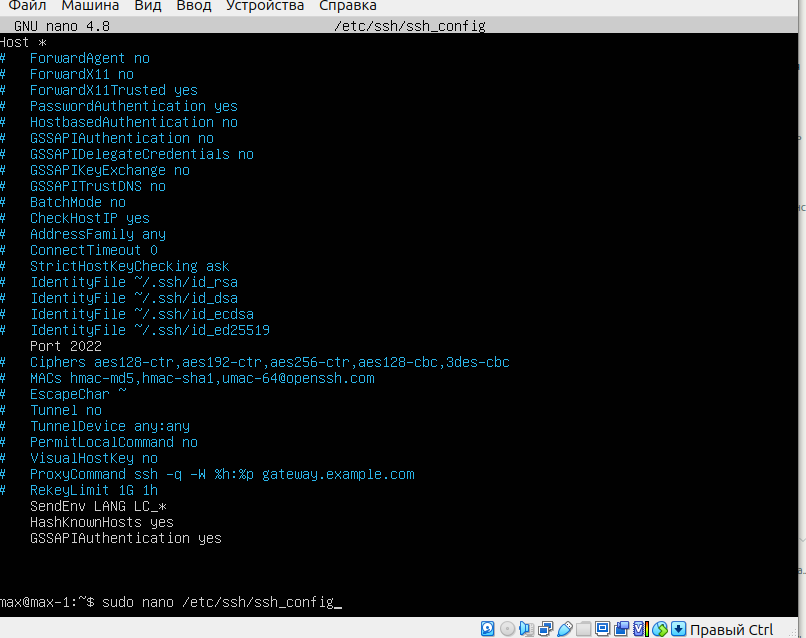 Файл Машина Вид Ввод Устройства Справка
GNU nano 4.8 /etc/ssh/ssh_config
Host *
#   ForwardAgent no
#   ForwardX11 no
#   ForwardX11Trusted yes
#   PasswordAuthentication yes
#   HostbasedAuthentication no
#   GSSAPIAuthentication no
#   GSSAPIDelegateCredentials no
#   GSSAPIKeyExchange no
#   GSSAPITrustDNS no
#   BatchMode no
#   CheckHostIP yes
#   AddressFamily any
#   ConnectTimeout 0
#   StrictHostKeyChecking ask
#   IdentityFile ~/.ssh/id_rsa
#   IdentityFile ~/.ssh/id_dsa
#   IdentityFile ~/.ssh/id_ecdsa
#   IdentityFile ~/.ssh/id_ed25519
    Port 2022
#   Ciphers aes128-ctr,aes192-ctr,aes256-ctr,aes128-cbc,3des-cbc
#   MACs hmac-md5,hmac-sha1,umac-64@openssh.com
#   EscapeChar ~
#   Tunnel no
#   TunnelDevice any:any
#   PermitLocalCommand no
#   VisualHostKey no
#   ProxyCommand ssh -q -W %h:%p gateway.example.com
#   RekeyLimit 1G 1h
    SendEnv LANG LC_*
    HashKnownHosts yes
    GSSAPIAuthentication yes
max@max-1:~$ sudo nano /etc/ssh/ssh_config_
Правый Ctrl